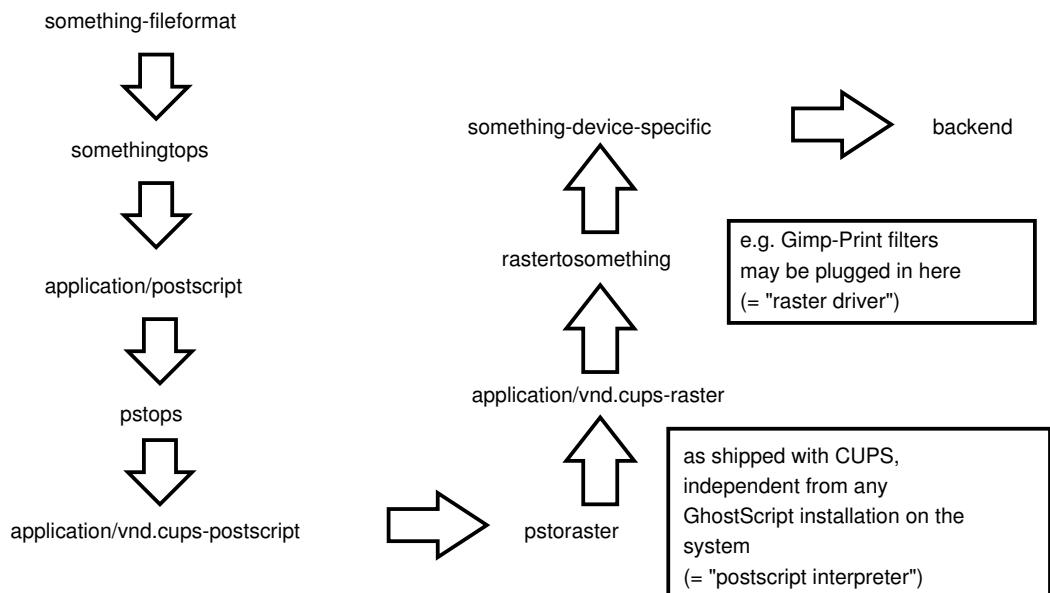 something-fileformat
somethingtops
application/postscript
pstops
application/vnd.cups-postscript
pstoraster
as shipped with CUPS,
independent from any
GhostScript installation on the
system
(= "postscript interpreter")
application/vnd.cups-raster
rastertosomething
e.g. Gimp-Print filters
may be plugged in here
(= "raster driver")
something-device-specific
backend